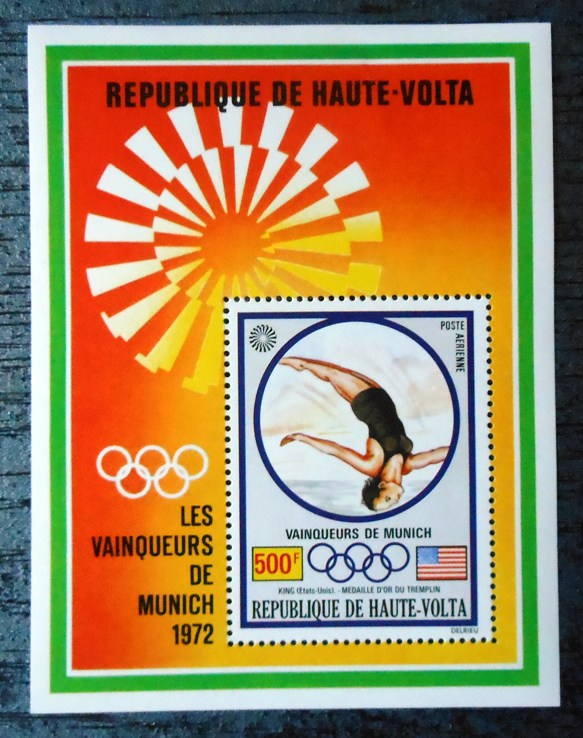 REPUBLIQUE DE HAUTE-VOLTA
POSTE
AERIENNE
LES
VAINQUEURS
DE
MUNICH
1972
VAINQUEURS DE MUNICH
500F
KING (Etats-Unis). - MEDAILLE D'OR DU TREMPLIN
REPUBLIQUE DE HAUTE-VOLTA
DELRIEU